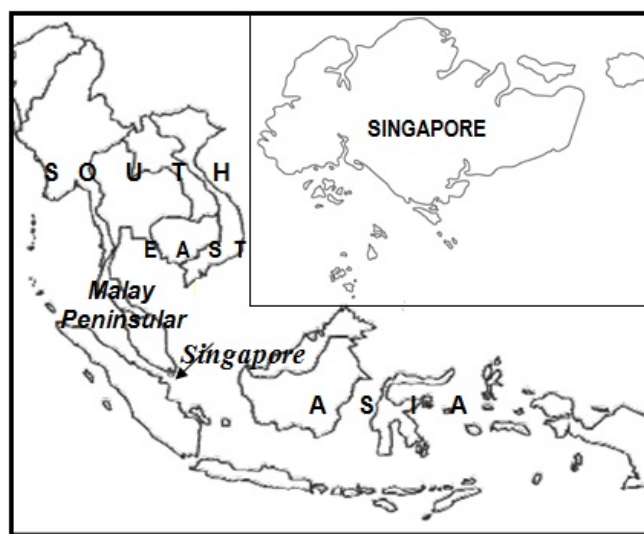 SINGAPORE
S O U T H
E A S T
Malay
Peninsular
Singapore
A S I A